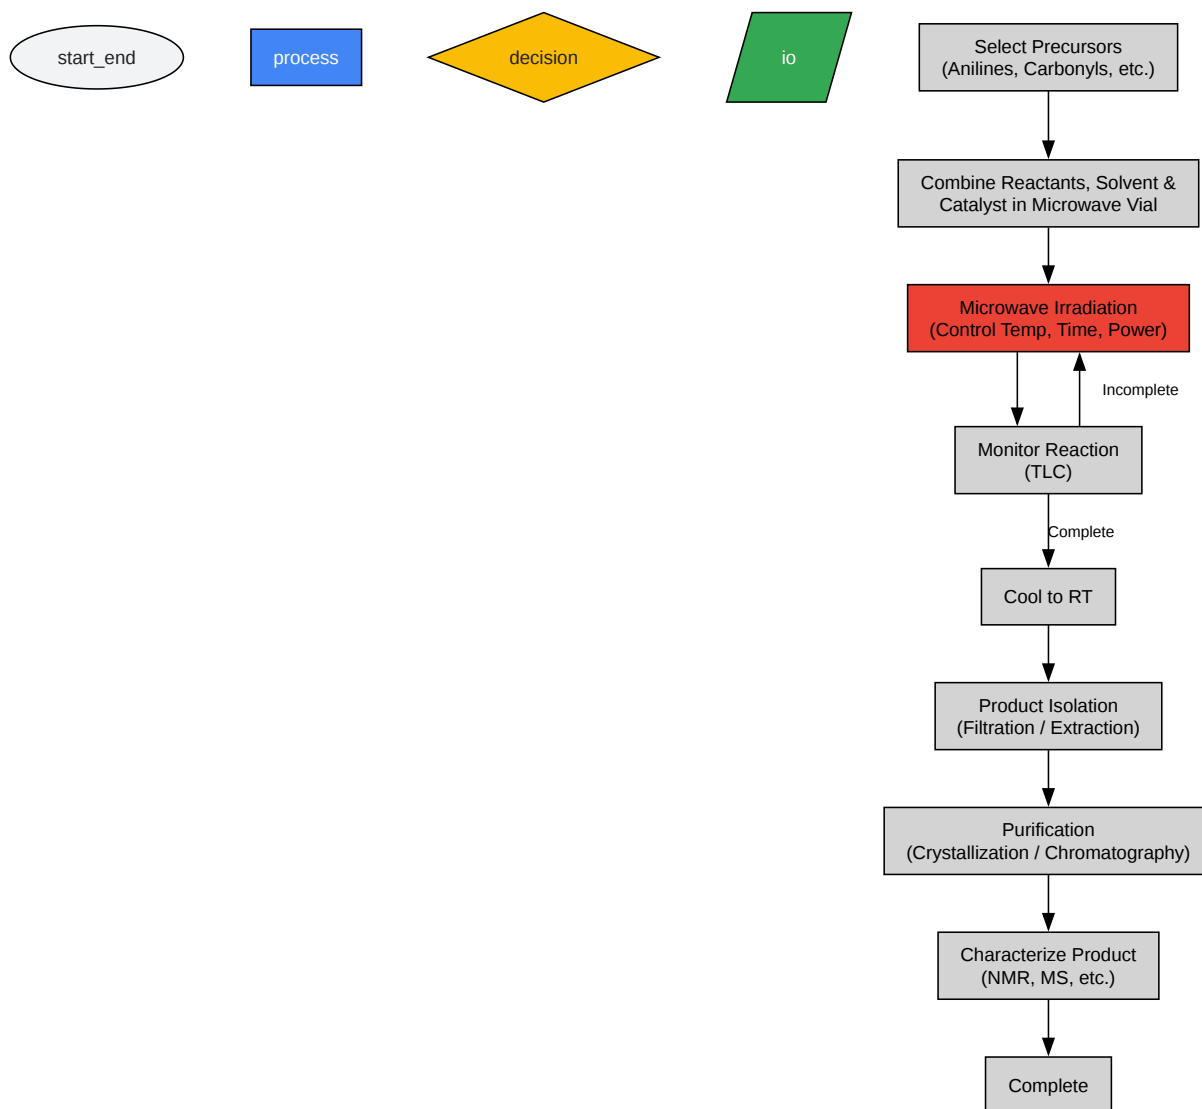 start_end
process
decision
io
Select Precursors
(Anilines, Carbonyls, etc.)
Combine Reactants, Solvent &
Catalyst in Microwave Vial
Microwave Irradiation
(Control Temp, Time, Power)
Incomplete
Monitor Reaction
(TLC)
Complete
Cool to RT
Product Isolation
(Filtration / Extraction)
Purification
(Crystallization / Chromatography)
Characterize Product
(NMR, MS, etc.)
Complete